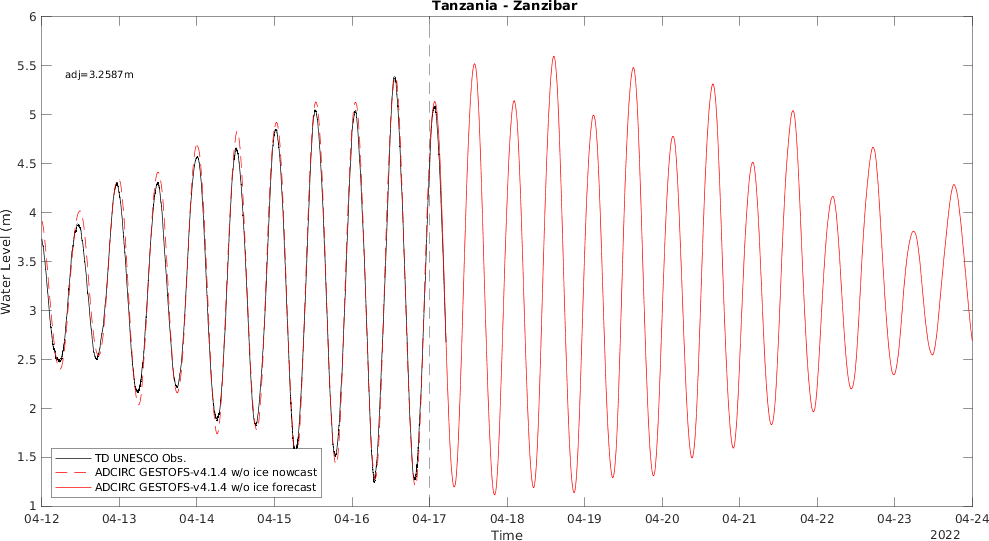 Tanzania - Zanzibar
6
5.5
adj=3.2587m
5
4.5
4
3.5
3
2.5
2
1.5
1
Water Level (m)
TD UNESCO Obs.
ADCIRC GESTOFS-v4.1.4 w/o ice nowcast
ADCIRC GESTOFS-v4.1.4 w/o ice forecast
04-12 04-13 04-14 04-15 04-16 04-17 04-18 04-19 04-20 04-21 04-22 04-23 04-24
Time
2022